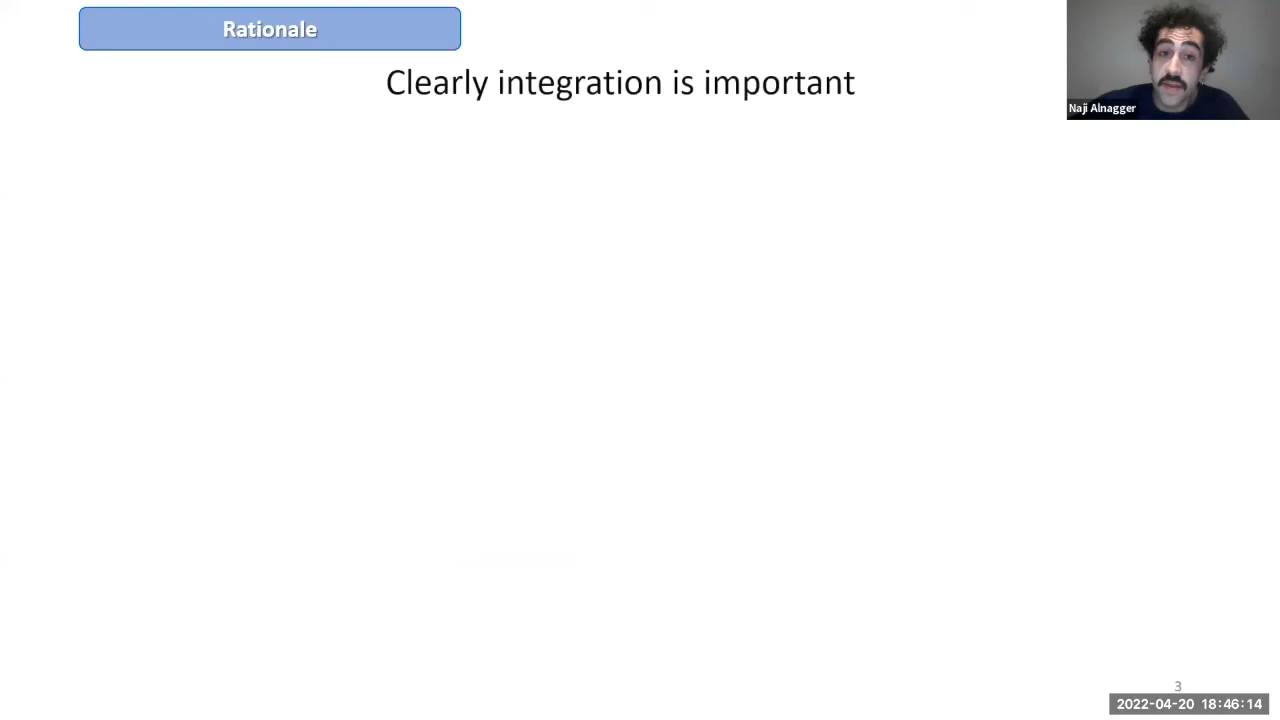 Rationale
Clearly integration is important
Naji Alnagger
3
2022-04-20 18:46:14